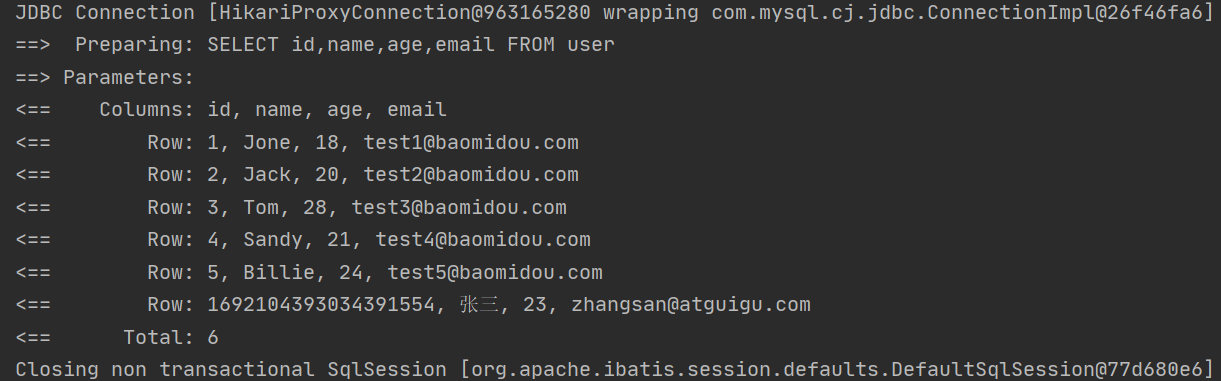 JDBC Connection [HikariProxyConnection@963165280 wrapping com.mysql.cj.jdbc.ConnectionImpl@26f46fa6]
==>  Preparing: SELECT id,name,age,email FROM user
==> Parameters:
<==    Columns: id, name, age, email
<==        Row: 1, Jone, 18, test1@baomidou.com
<==        Row: 2, Jack, 20, test2@baomidou.com
<==        Row: 3, Tom, 28, test3@baomidou.com
<==        Row: 4, Sandy, 21, test4@baomidou.com
<==        Row: 5, Billie, 24, test5@baomidou.com
<==        Row: 1692104393034391554, 张三, 23, zhangsan@atguigu.com
<==      Total: 6
Closing non transactional SqlSession [org.apache.ibatis.session.defaults.DefaultSqlSession@77d680e6]